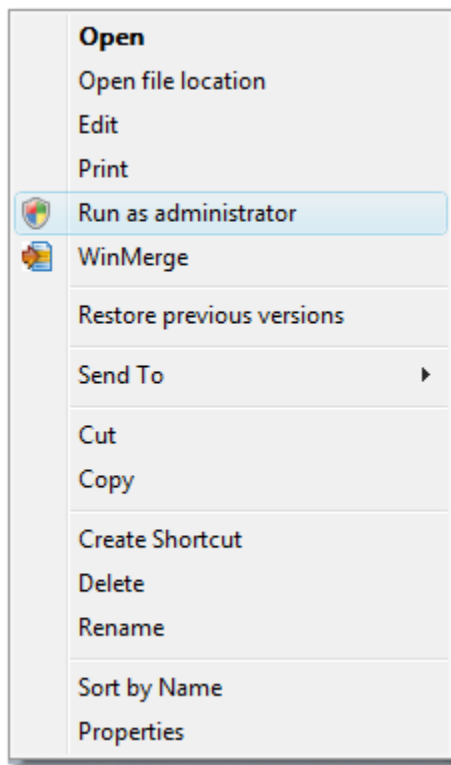 Open
Open file location
Edit
Print
Run as administrator
WinMerge
Restore previous versions
Send To
Cut
Copy
Create Shortcut
Delete
Rename
Sort by Name
Properties